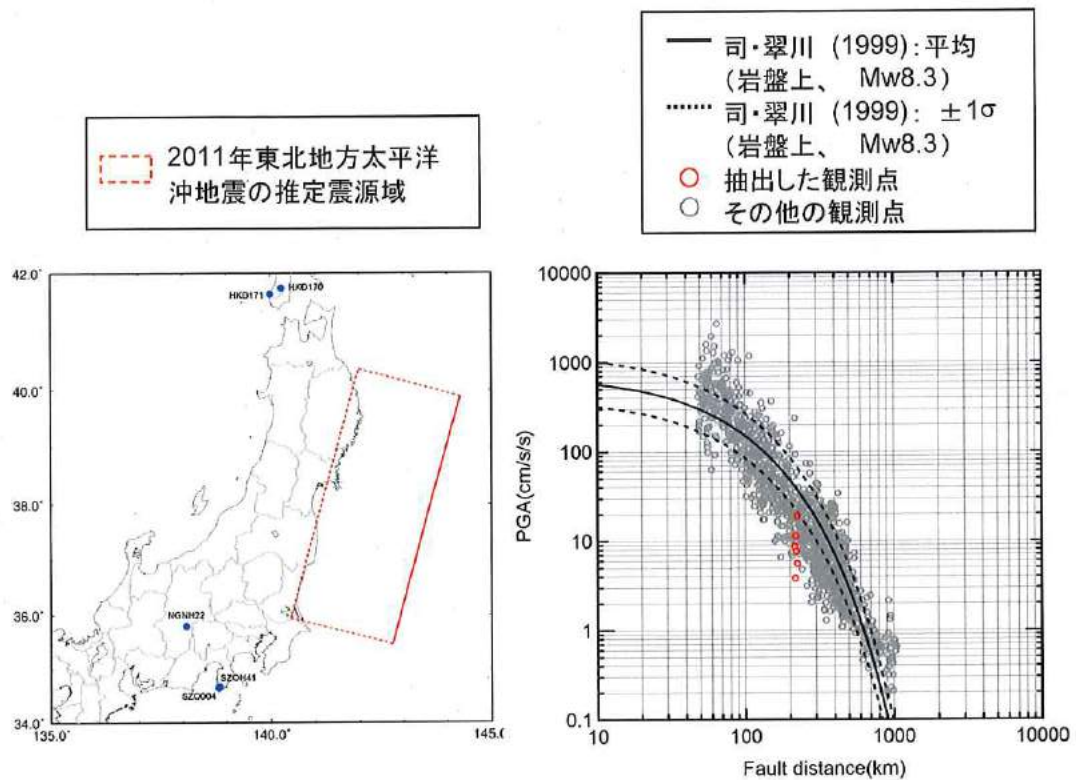 司・翠川 (1999): 平均
(岩盤上、 Mw8.3)
司・翠川 (1999): ±1σ
(岩盤上、 Mw8.3)
抽出した観測点
その他の観測点
2011年東北地方太平洋
沖地震の推定震源域
42.0°
40.0°
38.0°
36.0°
34.0°
135.0°
140.0°
145.0
HKD171
HKD170
NGNH22
SZOH41
SZO004
10000
1000
100
10
1
0.1
PGA(cm/s/s)
10
100
1000
10000
Fault distance(km)